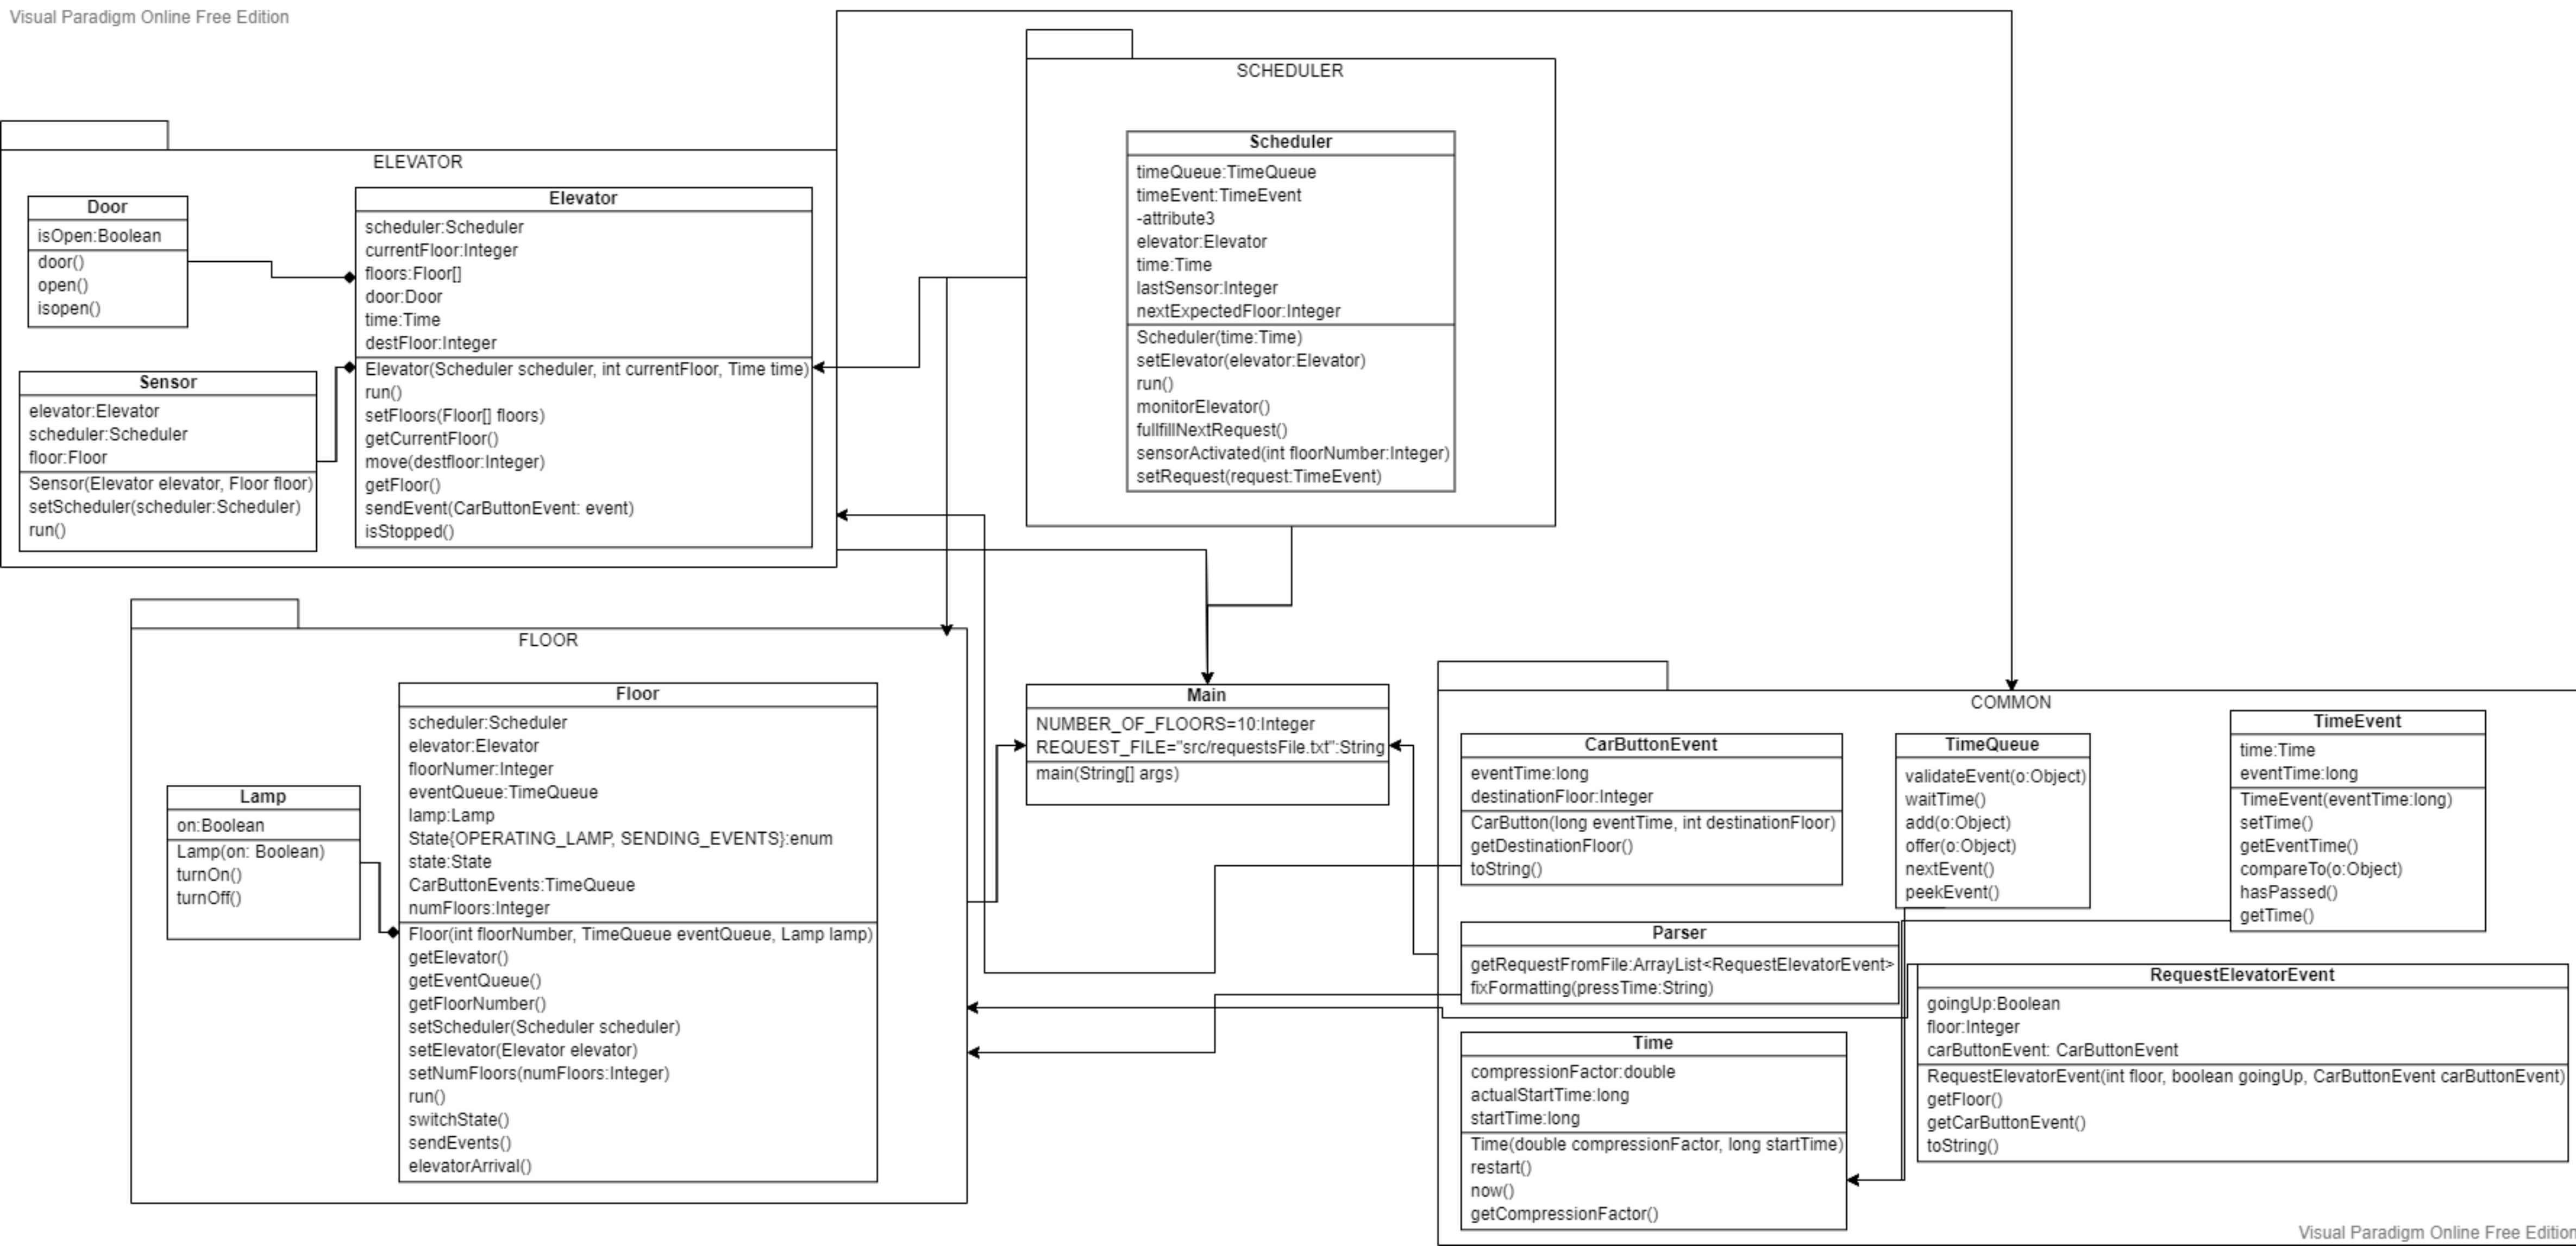 Visual Paradigm Online Free Edition
SCHEDULER
Scheduler
timeQueue:TimeQueue
timeEvent:TimeEvent
-attribute3
elevator:Elevator
time:Time
lastSensor:Integer
nextExpectedFloor:Integer
Scheduler(time:Time)
setElevator(elevator:Elevator)
run()
monitorElevator()
fullfillNextRequest()
sensorActivated(int floorNumber:Integer)
setRequest(request:TimeEvent)
ELEVATOR
Door
isOpen:Boolean
door()
open()
isopen()
Sensor
elevator:Elevator
scheduler:Scheduler
floor:Floor
Sensor(Elevator elevator, Floor floor)
setScheduler(scheduler:Scheduler)
run()
Elevator
scheduler:Scheduler
currentFloor:Integer
floors:Floor[]
door:Door
time:Time
destFloor:Integer
Elevator(Scheduler scheduler, int currentFloor, Time time)
run()
setFloors(Floor[] floors)
getCurrentFloor()
move(destfloor:Integer)
getFloor()
sendEvent(CarButtonEvent: event)
isStopped()
FLOOR
Lamp
on:Boolean
Lamp(on: Boolean)
turnOn()
turnOff()
Floor
scheduler:Scheduler
elevator:Elevator
floorNumer:Integer
eventQueue:TimeQueue
lamp:Lamp
State{OPERATING_LAMP, SENDING_EVENTS}:enum
state:State
CarButtonEvents:TimeQueue
numFloors:Integer
Floor(int floorNumber, TimeQueue eventQueue, Lamp lamp)
getElevator()
getEventQueue()
getFloorNumber()
setScheduler(Scheduler scheduler)
setElevator(Elevator elevator)
setNumFloors(numFloors:Integer)
run()
switchState()
sendEvents()
elevatorArrival()
Main
NUMBER_OF_FLOORS=10:Integer
REQUEST_FILE="src/requestsFile.txt":String
main(String[] args)
COMMON
CarButtonEvent
eventTime:long
destinationFloor:Integer
CarButton(long eventTime, int destinationFloor)
getDestinationFloor()
toString()
TimeQueue
validateEvent(o:Object)
waitTime()
add(o:Object)
offer(o:Object)
nextEvent()
peekEvent()
TimeEvent
time:Time
eventTime:long
TimeEvent(eventTime:long)
setTime()
getEventTime()
compareTo(o:Object)
hasPassed()
getTime()
Parser
getRequestFromFile:ArrayList<RequestElevatorEvent>
fixFormatting(pressTime:String)
RequestElevatorEvent
goingUp:Boolean
floor:Integer
carButtonEvent: CarButtonEvent
RequestElevatorEvent(int floor, boolean goingUp, CarButtonEvent carButtonEvent)
getFloor()
getCarButtonEvent()
toString()
Time
compressionFactor:double
actualStartTime:long
startTime:long
Time(double compressionFactor, long startTime)
restart()
now()
getCompressionFactor()
Visual Paradigm Online Free Edition